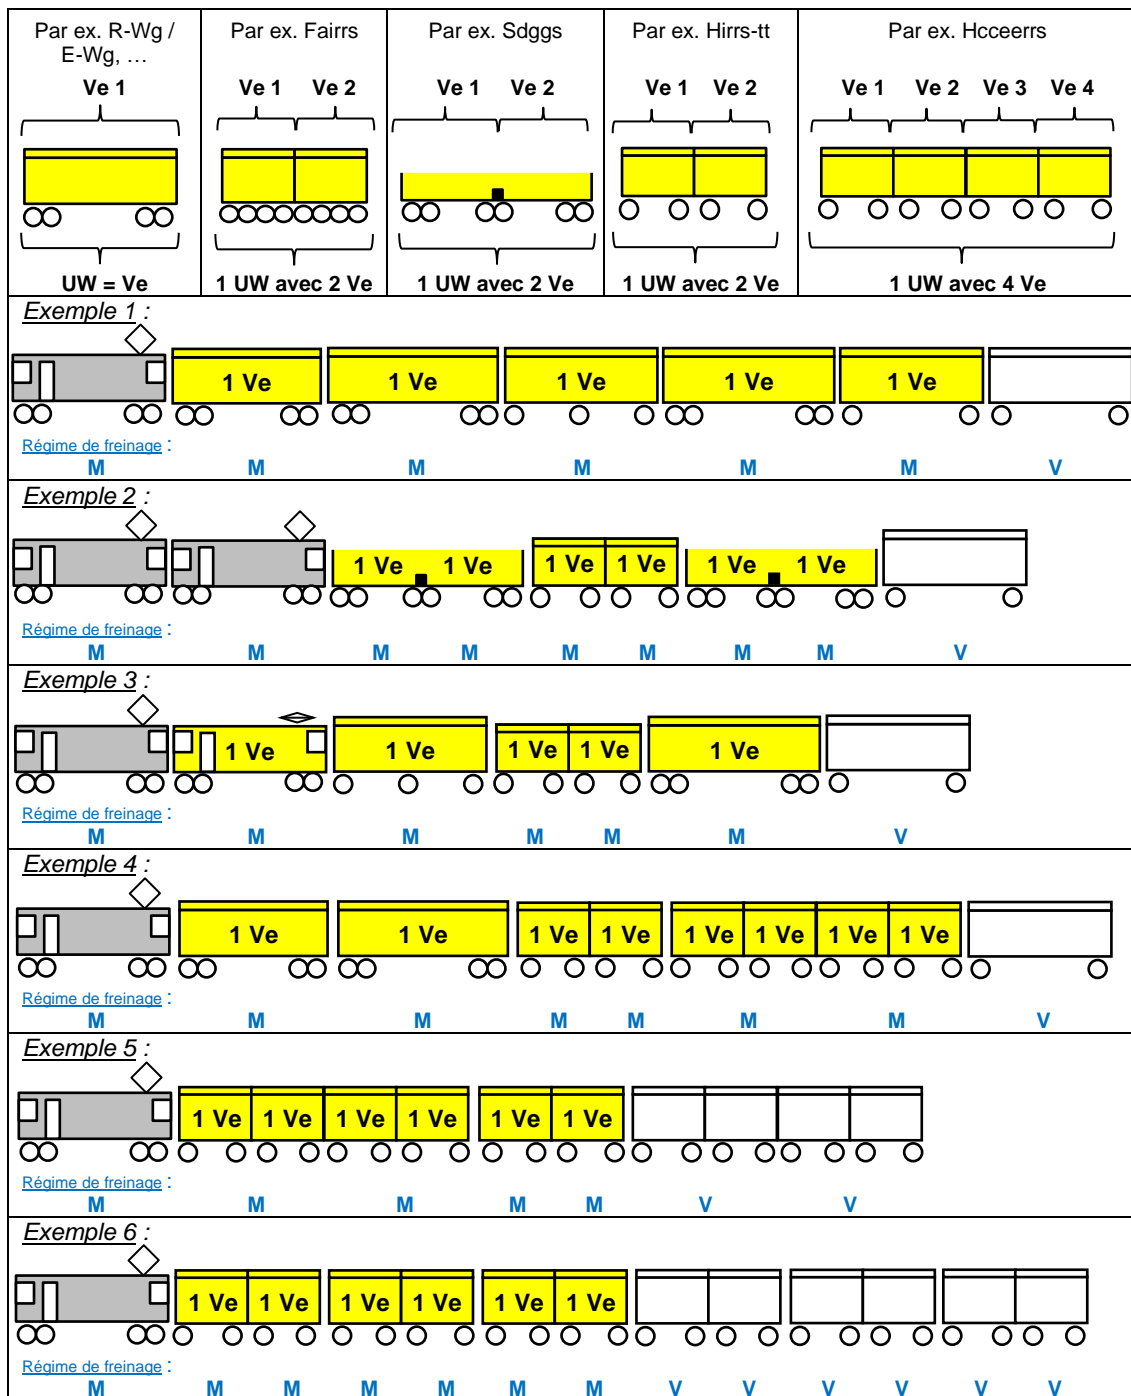 Par ex. R-Wg / Par ex. Fairrs Par ex. Sdggs Par ex. Hirrs-tt Par ex. Hcceerrs
E-Wg, …
Ve 1 Ve 1 Ve 2 Ve 1 Ve 2 Ve 1 Ve 2 Ve 1 Ve 2 Ve 3 Ve 4
UW = Ve 1 UW avec 2 Ve 1 UW avec 2 Ve 1 UW avec 2 Ve 1 UW avec 4 Ve
Exemple 1 :
1 Ve 1 Ve 1 Ve 1 Ve 1 Ve
Régime de freinage :
M M M M M M V
Exemple 2 :
1 Ve 1 Ve 1 Ve 1 Ve 1 Ve 1 Ve
Régime de freinage :
M M M M M M M M V
Exemple 3 :
1 Ve 1 Ve 1 Ve 1 Ve 1 Ve
Régime de freinage :
M M M M M M V
Exemple 4 :
1 Ve 1 Ve 1 Ve 1 Ve 1 Ve 1 Ve 1 Ve 1 Ve
Régime de freinage :
M M M M M M M V
Exemple 5 :
1 Ve 1 Ve 1 Ve 1 Ve 1 Ve 1 Ve
Régime de freinage :
M M M M M V V
Exemple 6 :
1 Ve 1 Ve 1 Ve 1 Ve 1 Ve 1 Ve
Régime de freinage :
M M M M M M M V V V V V V